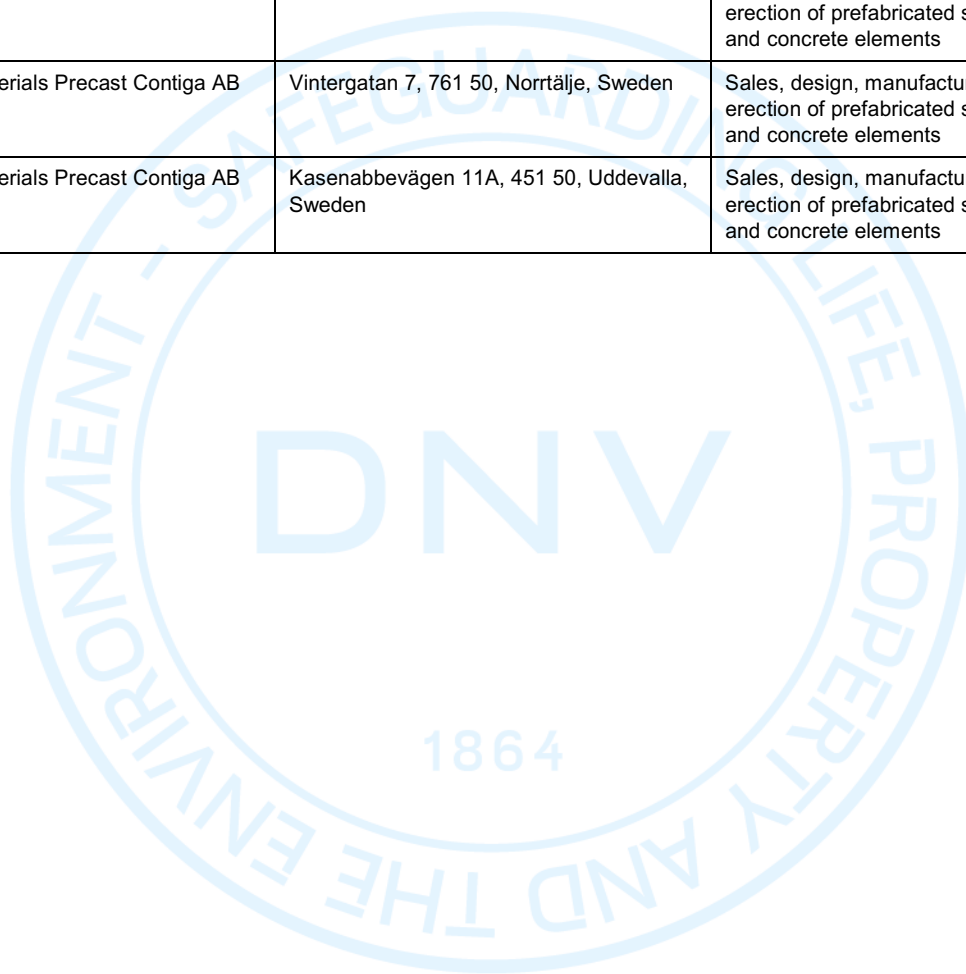 erection of prefabricated s
and concrete elements
erials Precast Contiga AB
Vintergatan 7, 761 50, Norrtälje, Sweden
Sales, design, manufactu
erection of prefabricated s
and concrete elements
erials Precast Contiga AB
Kasenabbevägen 11A, 451 50, Uddevalla,
Sweden
Sales, design, manufactu
erection of prefabricated s
and concrete elements
SAFEGUARDING LIFE, PROPERTY AND THE ENVIRONMENT –
DNV
1864